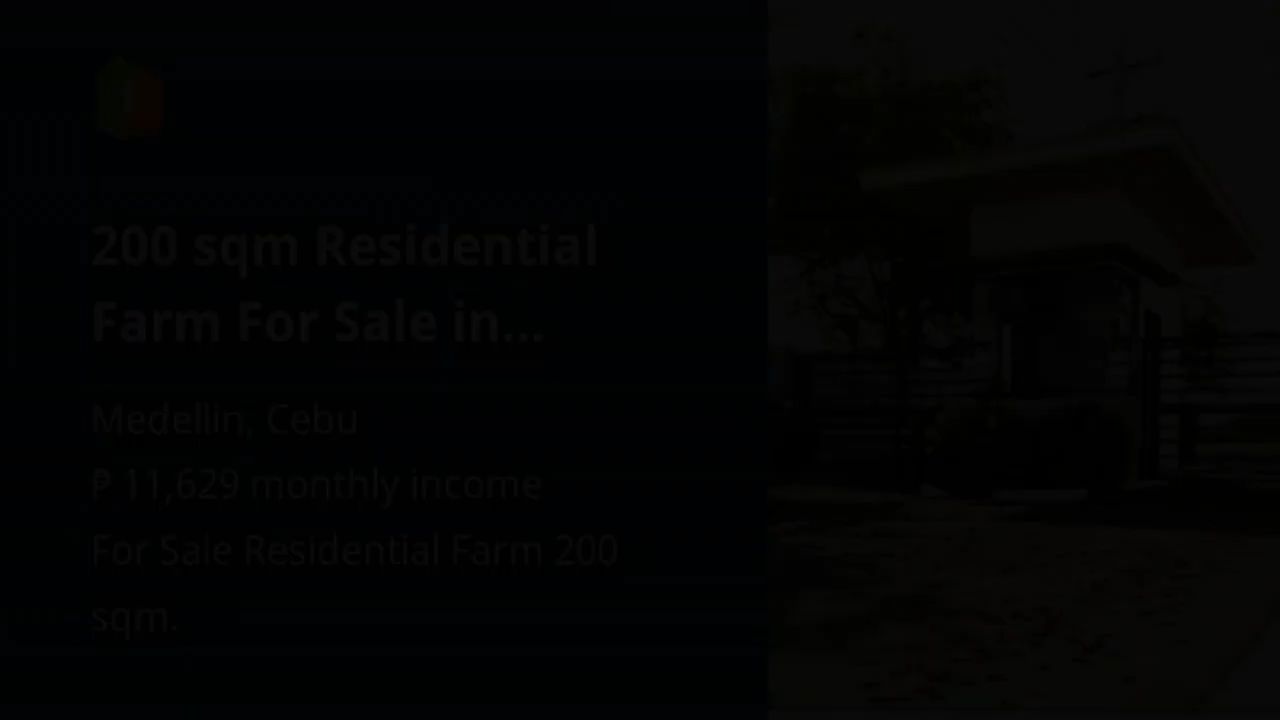 200 sqm Residential
Farm For Sale in...
Medellin, Cebu
₱ 11,629 monthly income
For Sale Residential Farm 200
sqm.